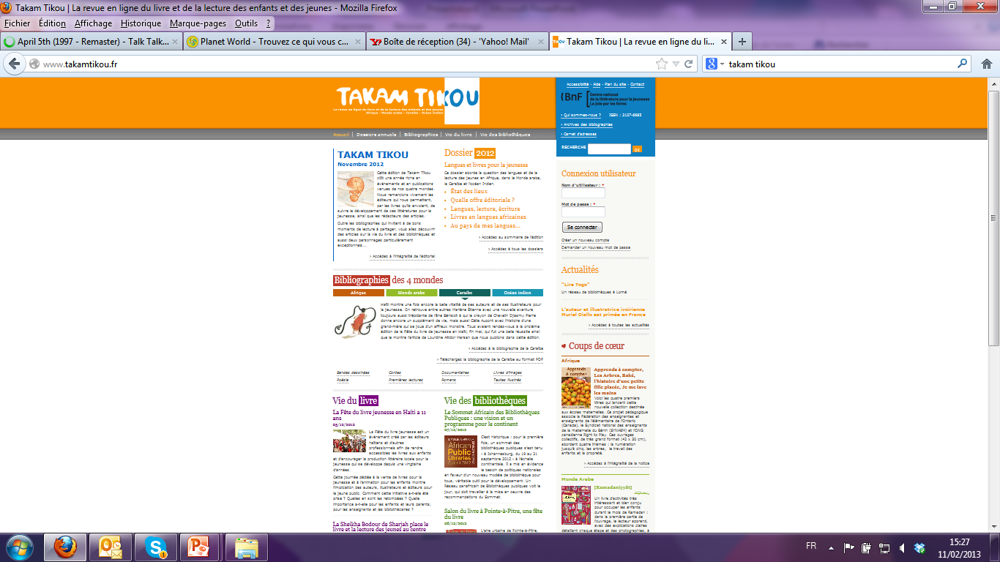 Takam Tikou | La revue en ligne du livre et de la lecture des enfants et des jeunes - Mozilla Firefox
Fichier Édition Affichage Historique Marque-pages Outils ?
April 5th (1997 - Remaster) - Talk Talk...
Planet World - Trouvez ce qui vous c...
Boîte de réception (34) - 'Yahoo! Mail'
Takam Tikou | La revue en ligne du li...
www.takamtikou.fr
takam tikou
TAKAM TIKOU
La revue en ligne du livre et de la lecture des enfants et des jeunes
Afrique - Monde arabe - Caraïbe - Océan Indien
Accueil | Dossiers annuels | Bibliographies | Vie du livre | Vie des bibliothèques
Accessibilité - Aide - Plan du site - Contact
BnF
Centre national
de la littérature pour la jeunesse
La joie par les livres
› Qui sommes-nous ? ISSN : 2107-6685
› Archives des bibliographies
› Carnet d'adresses
RECHERCHE OK
TAKAM TIKOU
Novembre 2012
Cette édition de Takam Tikou
clôt une année riche en
événements et en publications
venues de nos quatre mondes.
Nous remercions vivement les
éditeurs qui nous permettent,
par les livres qu'ils envoient, de
suivre le développement de ces littératures pour la
jeunesse, ainsi que les rédacteurs des articles.
Outre les bibliographies qui invitent à de bons
moments de lecture à partager, vous allez découvrir
des articles sur la vie du livre et des bibliothèques et
aussi deux personnages particulièrement
exceptionnels...
› Accédez à l'intégralité de l'éditorial
Dossier 2012
Langues et livres pour la jeunesse
Ce dossier aborde la question des langues et de la
lecture des jeunes en Afrique, dans le Monde arabe,
la Caraïbe et l'océan Indien.
État des lieux
Quelle offre éditoriale ?
Langues, lecture, écriture
Livres en langues africaines
Au pays de mes langues...
› Accédez au sommaire de l'édition
› Accédez à tous les dossiers
Bibliographies des 4 mondes
Afrique Monde arabe Caraïbe Océan indien
Haïti montre une fois encore la belle vitalité de ses auteurs et de ses illustrateurs pour
la jeunesse. On retrouve entre autres Marlène Étienne avec une nouvelle aventure
toujours aussi trépidante de l'âne Bénisoit à qui le crayon de Chevelin Djasmy Pierre
donne encore un supplément de vie, mais aussi Célie Aupont avec l'histoire d'une
grand-mère qui se joue d'un affreux monstre. Tous avaient rendez-vous à la onzième
édition de la Fête du livre de jeunesse en Haïti, fin mai, qui fut une belle réussite ainsi
que le montre l'article de Lourdine Altidor Marsan que nous publions dans cette édition.
› Accédez à la bibliographie de la Caraïbe
› Téléchargez la bibliographie de la Caraïbe au format PDF
Bandes dessinées Contes Documentaires Livres d'images
Poésie Premières lectures Romans Textes illustrés
Vie du livre
La Fête du livre jeunesse en Haïti a 11
ans
05/12/2012
La Fête du livre jeunesse est un
événement créé par les éditeurs
haïtiens et d'autres
professionnels afin de rendre
accessibles les livres aux enfants
et d'encourager la production littéraire locale pour la
jeunesse qui se développe depuis une vingtaine
d'années.
Cette journée dédiée à la vente de livres pour la
jeunesse et à l'animation pour les enfants montre
l'implication des auteurs, illustrateurs et éditeurs pour
le jeune public. Comment cette initiative a-t-elle été
prise ? Quelles en sont les retombées ? Quelle
importance a-t-elle pour les enfants et leurs parents,
pour les enseignants et les bibliothécaires ?
La Sheikha Bodour de Sharjah place le
livre et la lecture des jeunes au centre
Vie des bibliothèques
Le Sommet Africain des Bibliothèques
Publiques : une vision et un
programme pour le continent
07/12/2012
African
Public
Libraries
Summit 2012
C'est historique : pour la première
fois, un sommet des
bibliothèques publiques s'est tenu
- à Johannesburg, du 19 au 21
septembre 2012 - à l'échelle
continentale. Il a mis en évidence
le besoin de politiques nationales
en faveur d'un nouveau modèle de bibliothèque pour
tous, véritable outil pour le développement. Un
Réseau panafricain de Bibliothèques publiques voit le
jour, qui doit travailler à la mise en oeuvre des
recommandations du Sommet.
Salon du livre à Pointe-à-Pitre, une fête
du livre
06/12/2012
L'aire urbaine de Pointe-à-Pitre,
Connexion utilisateur
Nom d'utilisateur : *
Mot de passe : *
Se connecter
Créer un nouveau compte
Demander un nouveau mot de passe
Actualités
"Lire Togo"
Un réseau de bibliothèques à Lomé
L'auteur et illustratrice ivoirienne
Muriel Diallo est primée en France
› Accédez à toutes les actualités
Coups de cœur
Afrique
Apprends
à compter
Apprends à compter,
Les Arbres, Baké,
l'histoire d'une petite
fille placée, Je me lave
les mains
Voici les quatre premiers
titres qui lancent cette
nouvelle collection destinée
aux écoles maternelles. Ce projet pédagogique
associe la Fédération des enseignantes et
enseignants de l'élémentaire de l'Ontario
(Canada), le Syndicat national des enseignants
de la maternelle du Bénin (SYNAEM) et l'ONG
canadienne Right to Play. Ces ouvrages
collectifs, de très grand format (42 x 30 cm),
abordent quatre thèmes : la numération
jusqu'à cinq, les arbres, le travail des
enfants et la propreté.
› Accédez à l'intégralité de la notice
Monde Arabe
[Ramadaniyyât]
Un livre d'activités très
intéressant et bien conçu
pour occuper les enfants
durant le mois de Ramadan :
dans la première partie de
l'ouvrage, le lecteur apprend,
avec des explications claires
détaillant chaque étape et des photographies, à
FR
15:27
11/02/2013